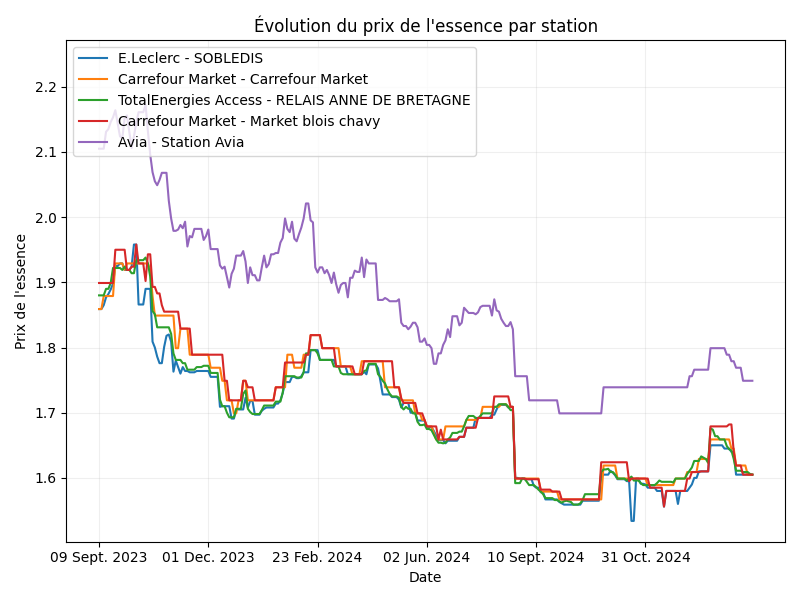 Évolution du prix de l'essence par station
E.Leclerc - SOBLEDIS
Carrefour Market - Carrefour Market
TotalEnergies Access - RELAIS ANNE DE BRETAGNE
Carrefour Market - Market blois chavy
Avia - Station Avia
Prix de l'essence
2.2
2.1
2.0
1.9
1.8
1.7
1.6
09 Sept. 2023
01 Dec. 2023
23 Feb. 2024
02 Jun. 2024
10 Sept. 2024
31 Oct. 2024
Date